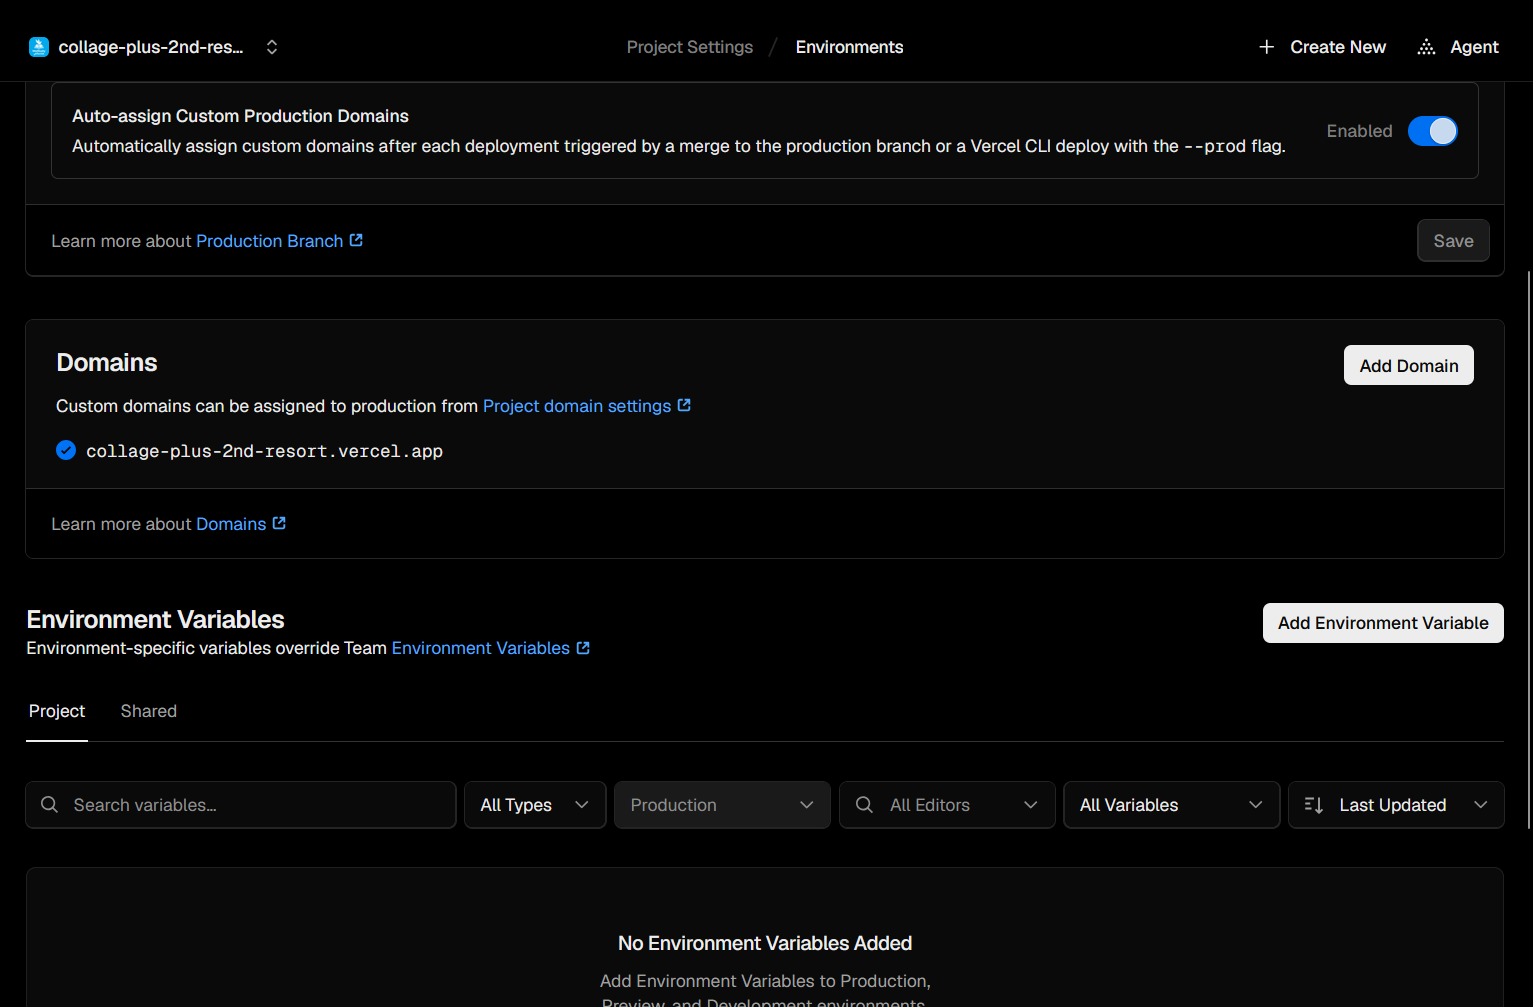 collage-plus-2nd-res...
Project Settings / Environments
Create New
Agent
Auto-assign Custom Production Domains
Automatically assign custom domains after each deployment triggered by a merge to the production branch or a Vercel CLI deploy with the --prod flag.
Enabled
Learn more about Production Branch
Save
Domains
Add Domain
Custom domains can be assigned to production from Project domain settings
collage-plus-2nd-resort.vercel.app
Learn more about Domains
Environment Variables
Add Environment Variable
Environment-specific variables override Team Environment Variables
Project
Shared
Search variables...
All Types
Production
All Editors
All Variables
Last Updated
No Environment Variables Added
Add Environment Variables to Production,
Preview, and Development environments